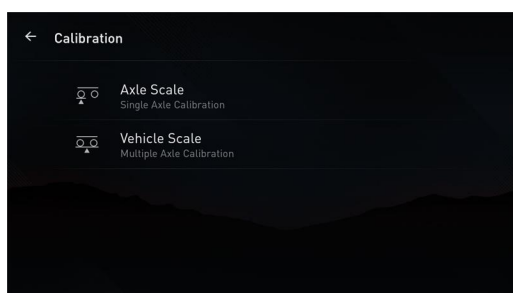 Calibration
Axle Scale
Single Axle Calibration
Vehicle Scale
Multiple Axle Calibration